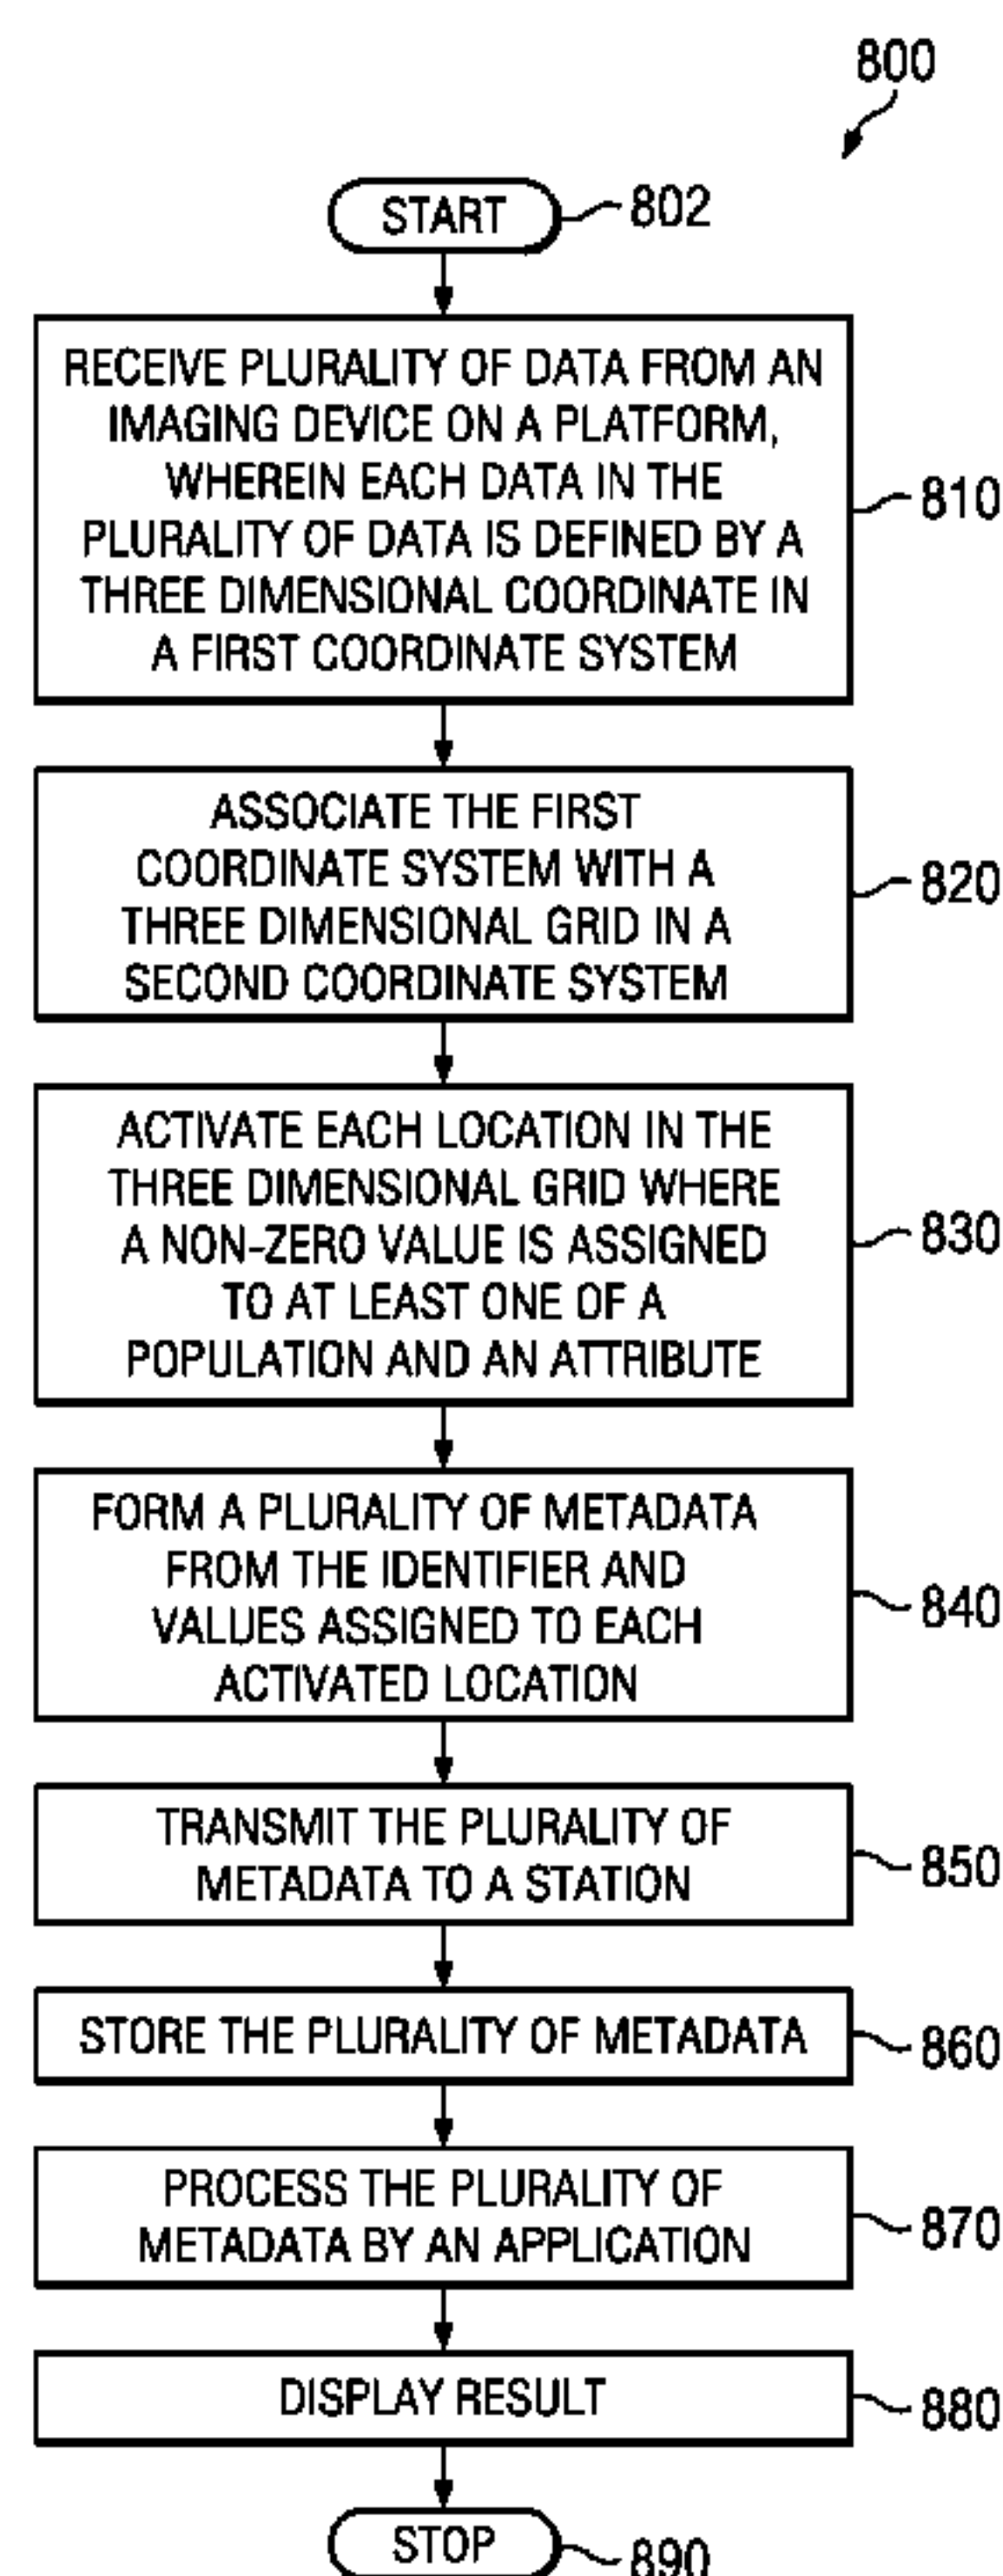 800
START
802
RECEIVE PLURALITY OF DATA FROM AN
IMAGING DEVICE ON A PLATFORM,
WHEREIN EACH DATA IN THE
PLURALITY OF DATA IS DEFINED BY A
THREE DIMENSIONAL COORDINATE IN
A FIRST COORDINATE SYSTEM
810
ASSOCIATE THE FIRST
COORDINATE SYSTEM WITH A
THREE DIMENSIONAL GRID IN A
SECOND COORDINATE SYSTEM
820
ACTIVATE EACH LOCATION IN THE
THREE DIMENSIONAL GRID WHERE
A NON-ZERO VALUE IS ASSIGNED
TO AT LEAST ONE OF A
POPULATION AND AN ATTRIBUTE
830
FORM A PLURALITY OF METADATA
FROM THE IDENTIFIER AND
VALUES ASSIGNED TO EACH
ACTIVATED LOCATION
840
TRANSMIT THE PLURALITY OF
METADATA TO A STATION
850
STORE THE PLURALITY OF METADATA
860
PROCESS THE PLURALITY OF
METADATA BY AN APPLICATION
870
DISPLAY RESULT
880
STOP
890